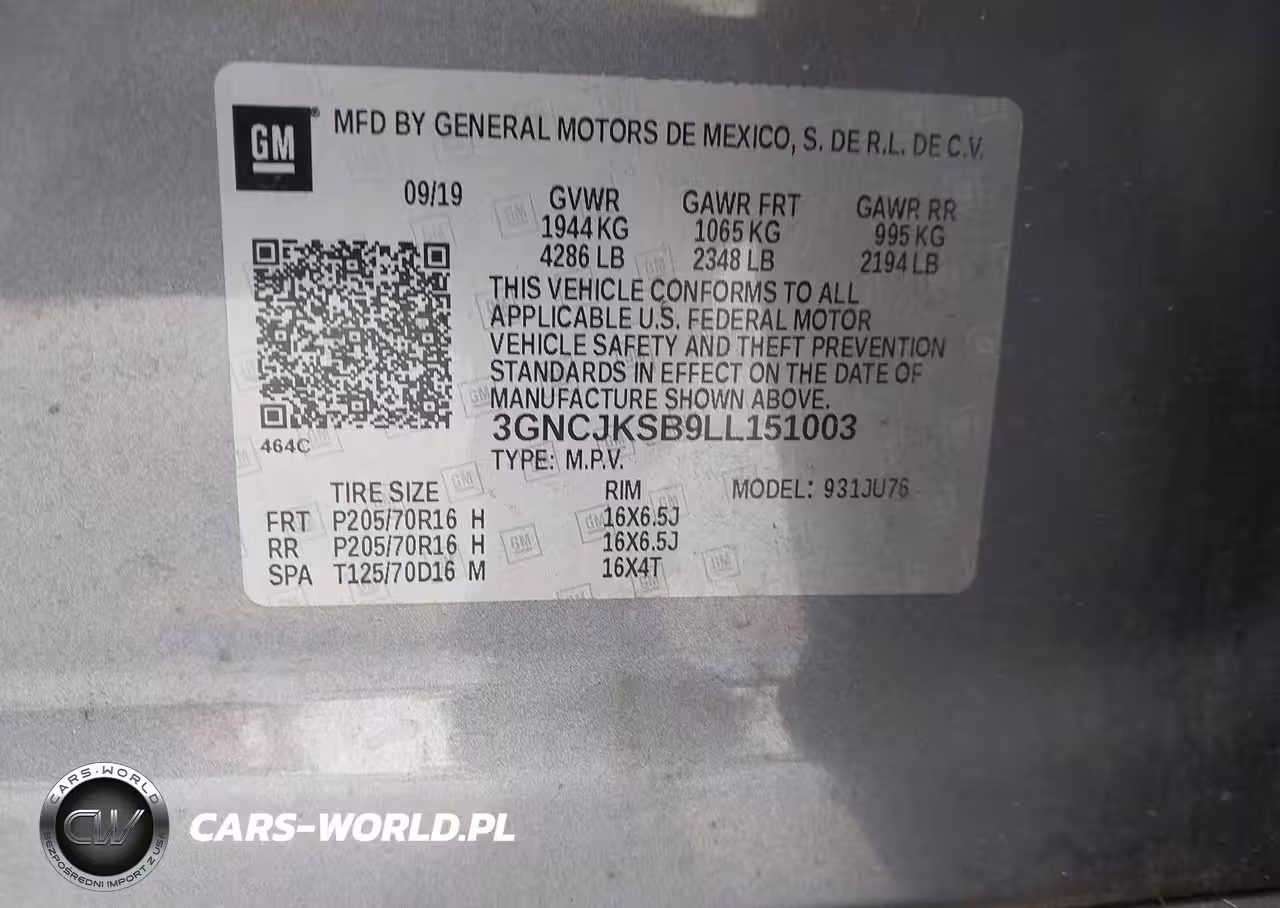 GM® MFD BY GENERAL MOTORS DE MEXICO, S. DE R.L. DE C.V.
09/19
GVWR GAWR FRT GAWR RR
1944 KG 1065 KG 995 KG
4286 LB 2348 LB 2194 LB
THIS VEHICLE CONFORMS TO ALL
APPLICABLE U.S. FEDERAL MOTOR
VEHICLE SAFETY AND THEFT PREVENTION
STANDARDS IN EFFECT ON THE DATE OF
MANUFACTURE SHOWN ABOVE.
3GNCJKSB9LL151003
464C
TYPE: M.P.V.
TIRE SIZE RIM MODEL: 931JU76
FRT P205/70R16 H 16X6.5J
RR P205/70R16 H 16X6.5J
SPA T125/70D16 M 16X4T
CARS-WORLD
CW
BEZPOŚREDNI IMPORT Z USA
CARS-WORLD.PL